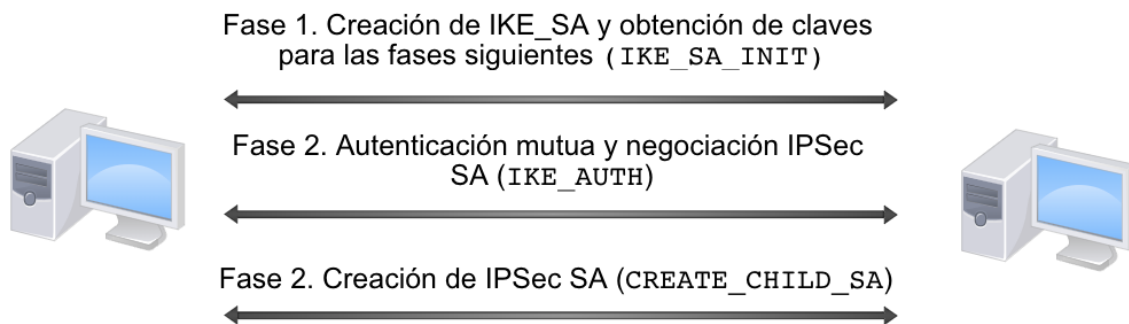 Fase 1. Creación de IKE_SA y obtención de claves
para las fases siguientes (IKE_SA_INIT)
Fase 2. Autenticación mutua y negociación IPSec
SA (IKE_AUTH)
Fase 2. Creación de IPSec SA (CREATE_CHILD_SA)